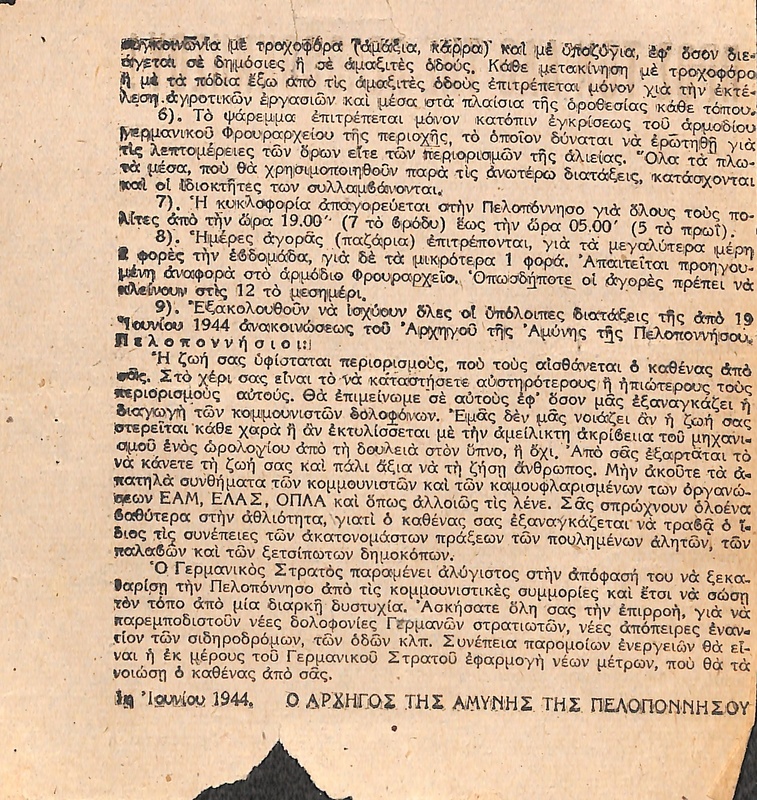 συγκοινωνία μὲ τροχοφόρα (ἁμάξια, κάρρα) καὶ μὲ ὑποζύγια, ἐφ' ὅσον διε-
άγεται σὲ δημόσιες ἢ σὲ ἁμαξιτὲς ὁδούς. Κάθε μετακίνηση μὲ τροχοφόρο
ἢ μὲ τὰ πόδια ἔξω ἀπὸ τὶς ἁμαξιτὲς ὁδοὺς ἐπιτρέπεται μόνον γιὰ τὴν ἐκτέ-
λεση ἀγροτικῶν ἐργασιῶν καὶ μέσα στὰ πλαίσια τῆς ὁροθεσίας κάθε τόπου.
6). Τὸ ψάρεμμα ἐπιτρέπεται μόνον κατόπιν ἐγκρίσεως τοῦ ἁρμοδίου
γερμανικοῦ Φρουραρχείου τῆς περιοχῆς, τὸ ὁποῖον δύναται νὰ ἐρωτηθῇ γιὰ
τὶς λεπτομέρειες τῶν ὅρων εἴτε τῶν περιορισμῶν τῆς ἁλιείας. Ὅλα τὰ πλω-
τὰ μέσα, ποὺ θὰ χρησιμοποιηθοῦν παρὰ τὶς ἀνωτέρω διατάξεις, κατάσχονται
καὶ οἱ ἰδιοκτῆτες των συλλαμβάνονται.
7). Ἡ κυκλοφορία ἀπαγορεύεται στὴν Πελοπόννησο γιὰ ὅλους τοὺς πο-
λίτες ἀπὸ τὴν ὥρα 19.00΄΄ (7 τὸ βρόδυ) ἕως τὴν ὥρα 05.00΄ (5 τὸ πρωΐ).
8). Ἡμέρες ἀγορᾶς (παζάρια) ἐπιτρέπονται, γιὰ τὰ μεγαλύτερα μέρη
2 φορὲς τὴν ἑβδομάδα, γιὰ δὲ τὰ μικρότερα 1 φορά. Ἀπαιτεῖται προηγου-
μένη ἀναφορὰ στὸ ἁρμόδιο Φρουραρχεῖο. Ὁπωσδήποτε οἱ ἀγορὲς πρέπει νὰ
κλείνουν στὶς 12 τὸ μεσημέρι.
9). Ἐξακολουθοῦν νὰ ἰσχύουν ὅλες οἱ ὑπόλοιπες διατάξεις τῆς ἀπὸ 19
Ἰουνίου 1944 ἀνακοινώσεως τοῦ Ἀρχηγοῦ τῆς Ἀμύνης τῆς Πελοποννήσου.
Πελοποννήσιοι!
Ἡ ζωή σας ὑφίσταται περιορισμούς, ποὺ τοὺς αἰσθάνεται ὁ καθένας ἀπὸ
σᾶς. Στὸ χέρι σας εἶναι τὸ νὰ καταστήσετε αὐστηρότερους ἢ ἠπιώτερους τοὺς
περιορισμοὺς αὐτούς. Θὰ ἐπιμείνωμε σὲ αὐτοὺς ἐφ' ὅσον μᾶς ἐξαναγκάζει ἡ
διαγωγὴ τῶν κομμουνιστῶν δολοφόνων. Ἐμᾶς δὲν μᾶς νοιάζει ἂν ἡ ζωή σας
στερεῖται κάθε χαρὰ ἢ ἂν ἐκτυλίσσεται μὲ τὴν ἀμείλικτη ἀκρίβεια τοῦ μηχανι-
σμοῦ ἑνὸς ὡρολογίου ἀπὸ τὴ δουλειὰ στὸν ὕπνο, ἢ ὄχι. Ἀπὸ σᾶς ἐξαρτᾶται τὸ
νὰ κάνετε τὴ ζωή σας καὶ πάλι ἄξια νὰ τὴ ζήσῃ ἄνθρωπος. Μὴν ἀκοῦτε τὰ ἀ-
πατηλὰ συνθήματα τῶν κομμουνιστῶν καὶ τῶν καμουφλαρισμένων των ὀργανώ-
σεων ΕΑΜ, ΕΛΑΣ, ΟΠΛΑ καὶ ὅπως ἀλλοιῶς τὶς λένε. Σᾶς σπρώχνουν ὁλοένα
βαθύτερα στὴν ἀθλιότητα, γιατὶ ὁ καθένας σας ἐξαναγκάζεται νὰ τραβᾷ ὁ ἴ-
διος τὶς συνέπειες τῶν ἀκατονομάστων πράξεων τῶν πουλημένων ἀλητῶν, τῶν
παλαβῶν καὶ τῶν ξετσίπωτων δημοκόπων.
Ὁ Γερμανικὸς Στρατὸς παραμένει ἀλύγιστος στὴν ἀπόφασή του νὰ ξεκα-
θαρίσῃ τὴν Πελοπόννησο ἀπὸ τὶς κομμουνιστικὲς συμμορίες καὶ ἔτσι νὰ σώσῃ
τὸν τόπο ἀπὸ μία διαρκῆ δυστυχία. Ἀσκήσατε ὅλη σας τὴν ἐπιρροή, γιὰ νὰ
παρεμποδιστοῦν νέες δολοφονίες Γερμανῶν στρατιωτῶν, νέες ἀπόπειρες ἐναν-
τίον τῶν σιδηροδρόμων, τῶν ὁδῶν κλπ. Συνέπεια παρομοίων ἐνεργειῶν θὰ εἶ-
ναι ἡ ἐκ μέρους τοῦ Γερμανικοῦ Στρατοῦ ἐφαρμογὴ νέων μέτρων, ποὺ θὰ τὰ
νοιώσῃ ὁ καθένας ἀπὸ σᾶς.
Ἰουνίου 1944. Ο ΑΡΧΗΓΟΣ ΤΗΣ ΑΜΥΝΗΣ ΤΗΣ ΠΕΛΟΠΟΝΝΗΣΟΥ